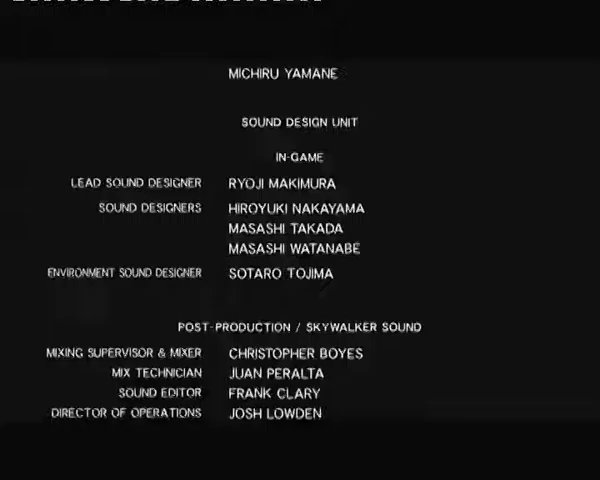 MICHIRU YAMANE
SOUND DESIGN UNIT
IN-GAME
LEAD SOUND DESIGNER RYOJI MAKIMURA
SOUND DESIGNERS HIROYUKI NAKAYAMA
MASASHI TAKADA
MASASHI WATANABE
ENVIRONMENT SOUND DESIGNER SOTARO TOJIMA
POST-PRODUCTION / SKYWALKER SOUND
MIXING SUPERVISOR & MIXER CHRISTOPHER BOYES
MIX TECHNICIAN JUAN PERALTA
SOUND EDITOR FRANK CLARY
DIRECTOR OF OPERATIONS JOSH LOWDEN